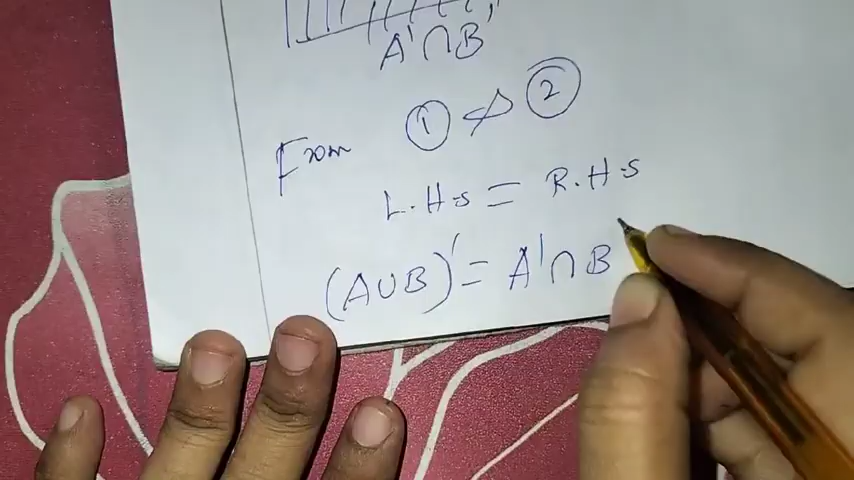 A'∩B'
From ① & ②
L.H.S = R.H.S
(A∪B)' = A'∩B